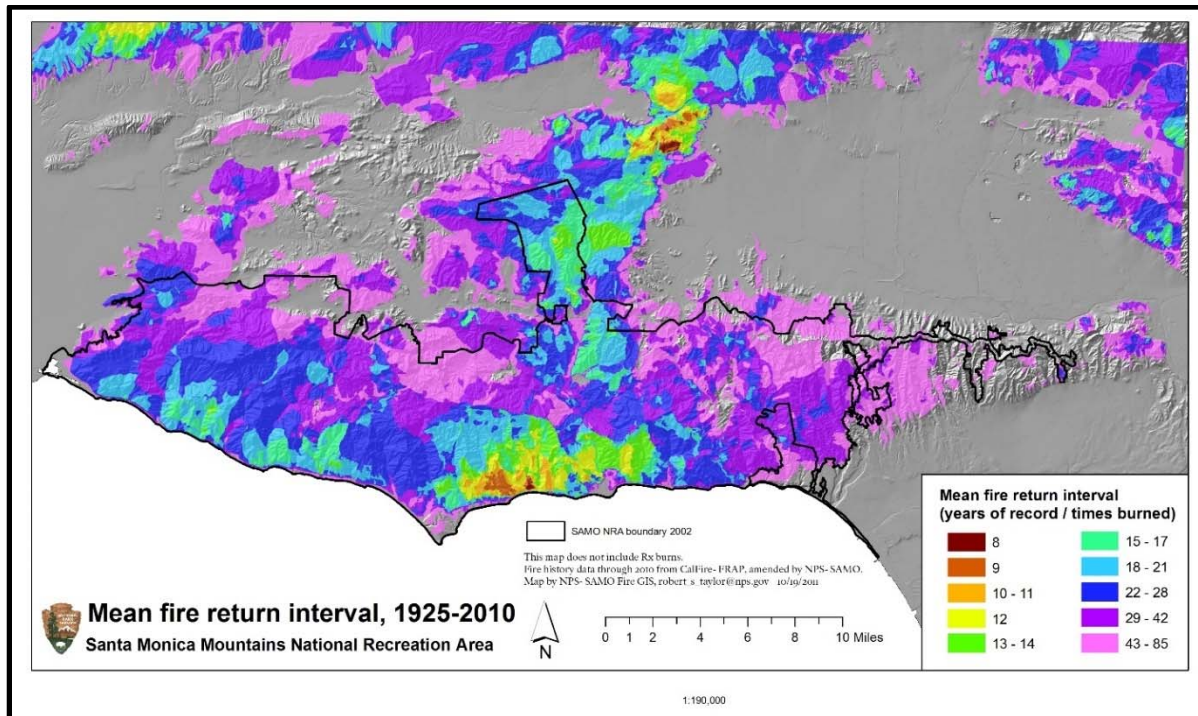 SAMO NRA boundary 2002
This map does not include Rx burns.
Fire history data through 2010 from CalFire- FRAP, amended by NPS- SAMO.
Map by NPS- SAMO Fire GIS, robert_s_taylor@nps.gov 10/19/2011
Mean fire return interval, 1925-2010
Santa Monica Mountains National Recreation Area
N
0 1 2 4 6 8 10 Miles
Mean fire return interval
(years of record / times burned)
8
9
10 - 11
12
13 - 14
15 - 17
18 - 21
22 - 28
29 - 42
43 - 85
1:190,000